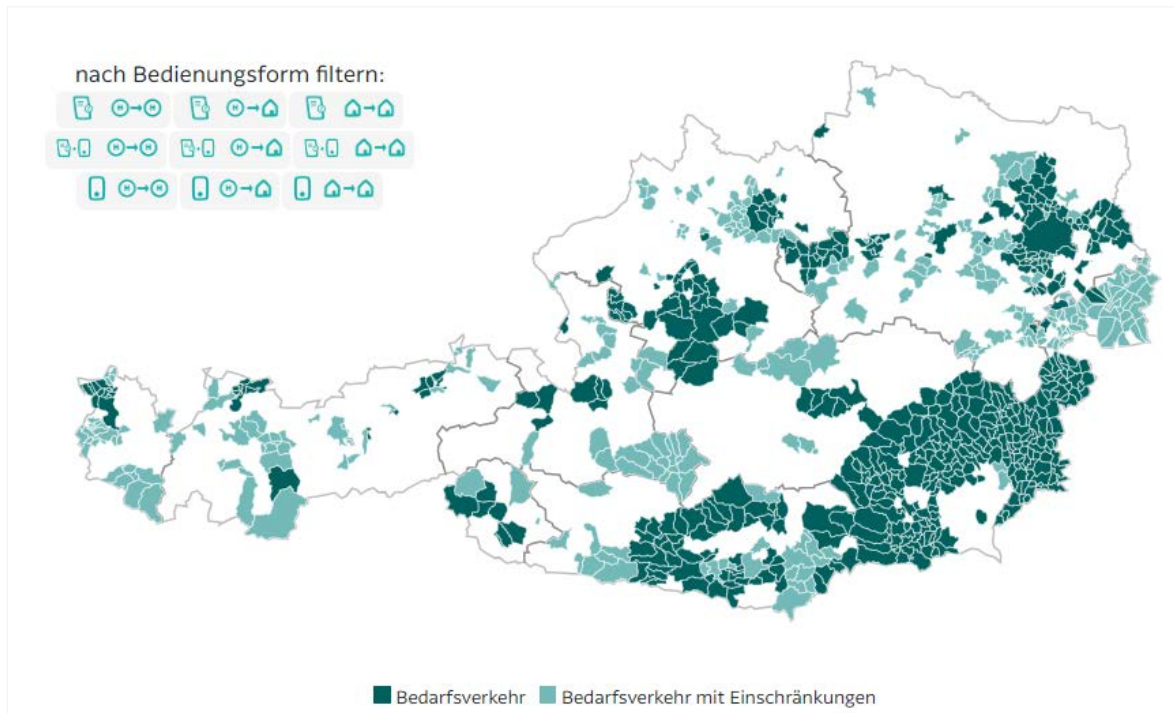 nach Bedienungsform filtern:
H→H H→
H→H H→
H→H H→
Bedarfsverkehr Bedarfsverkehr mit Einschränkungen